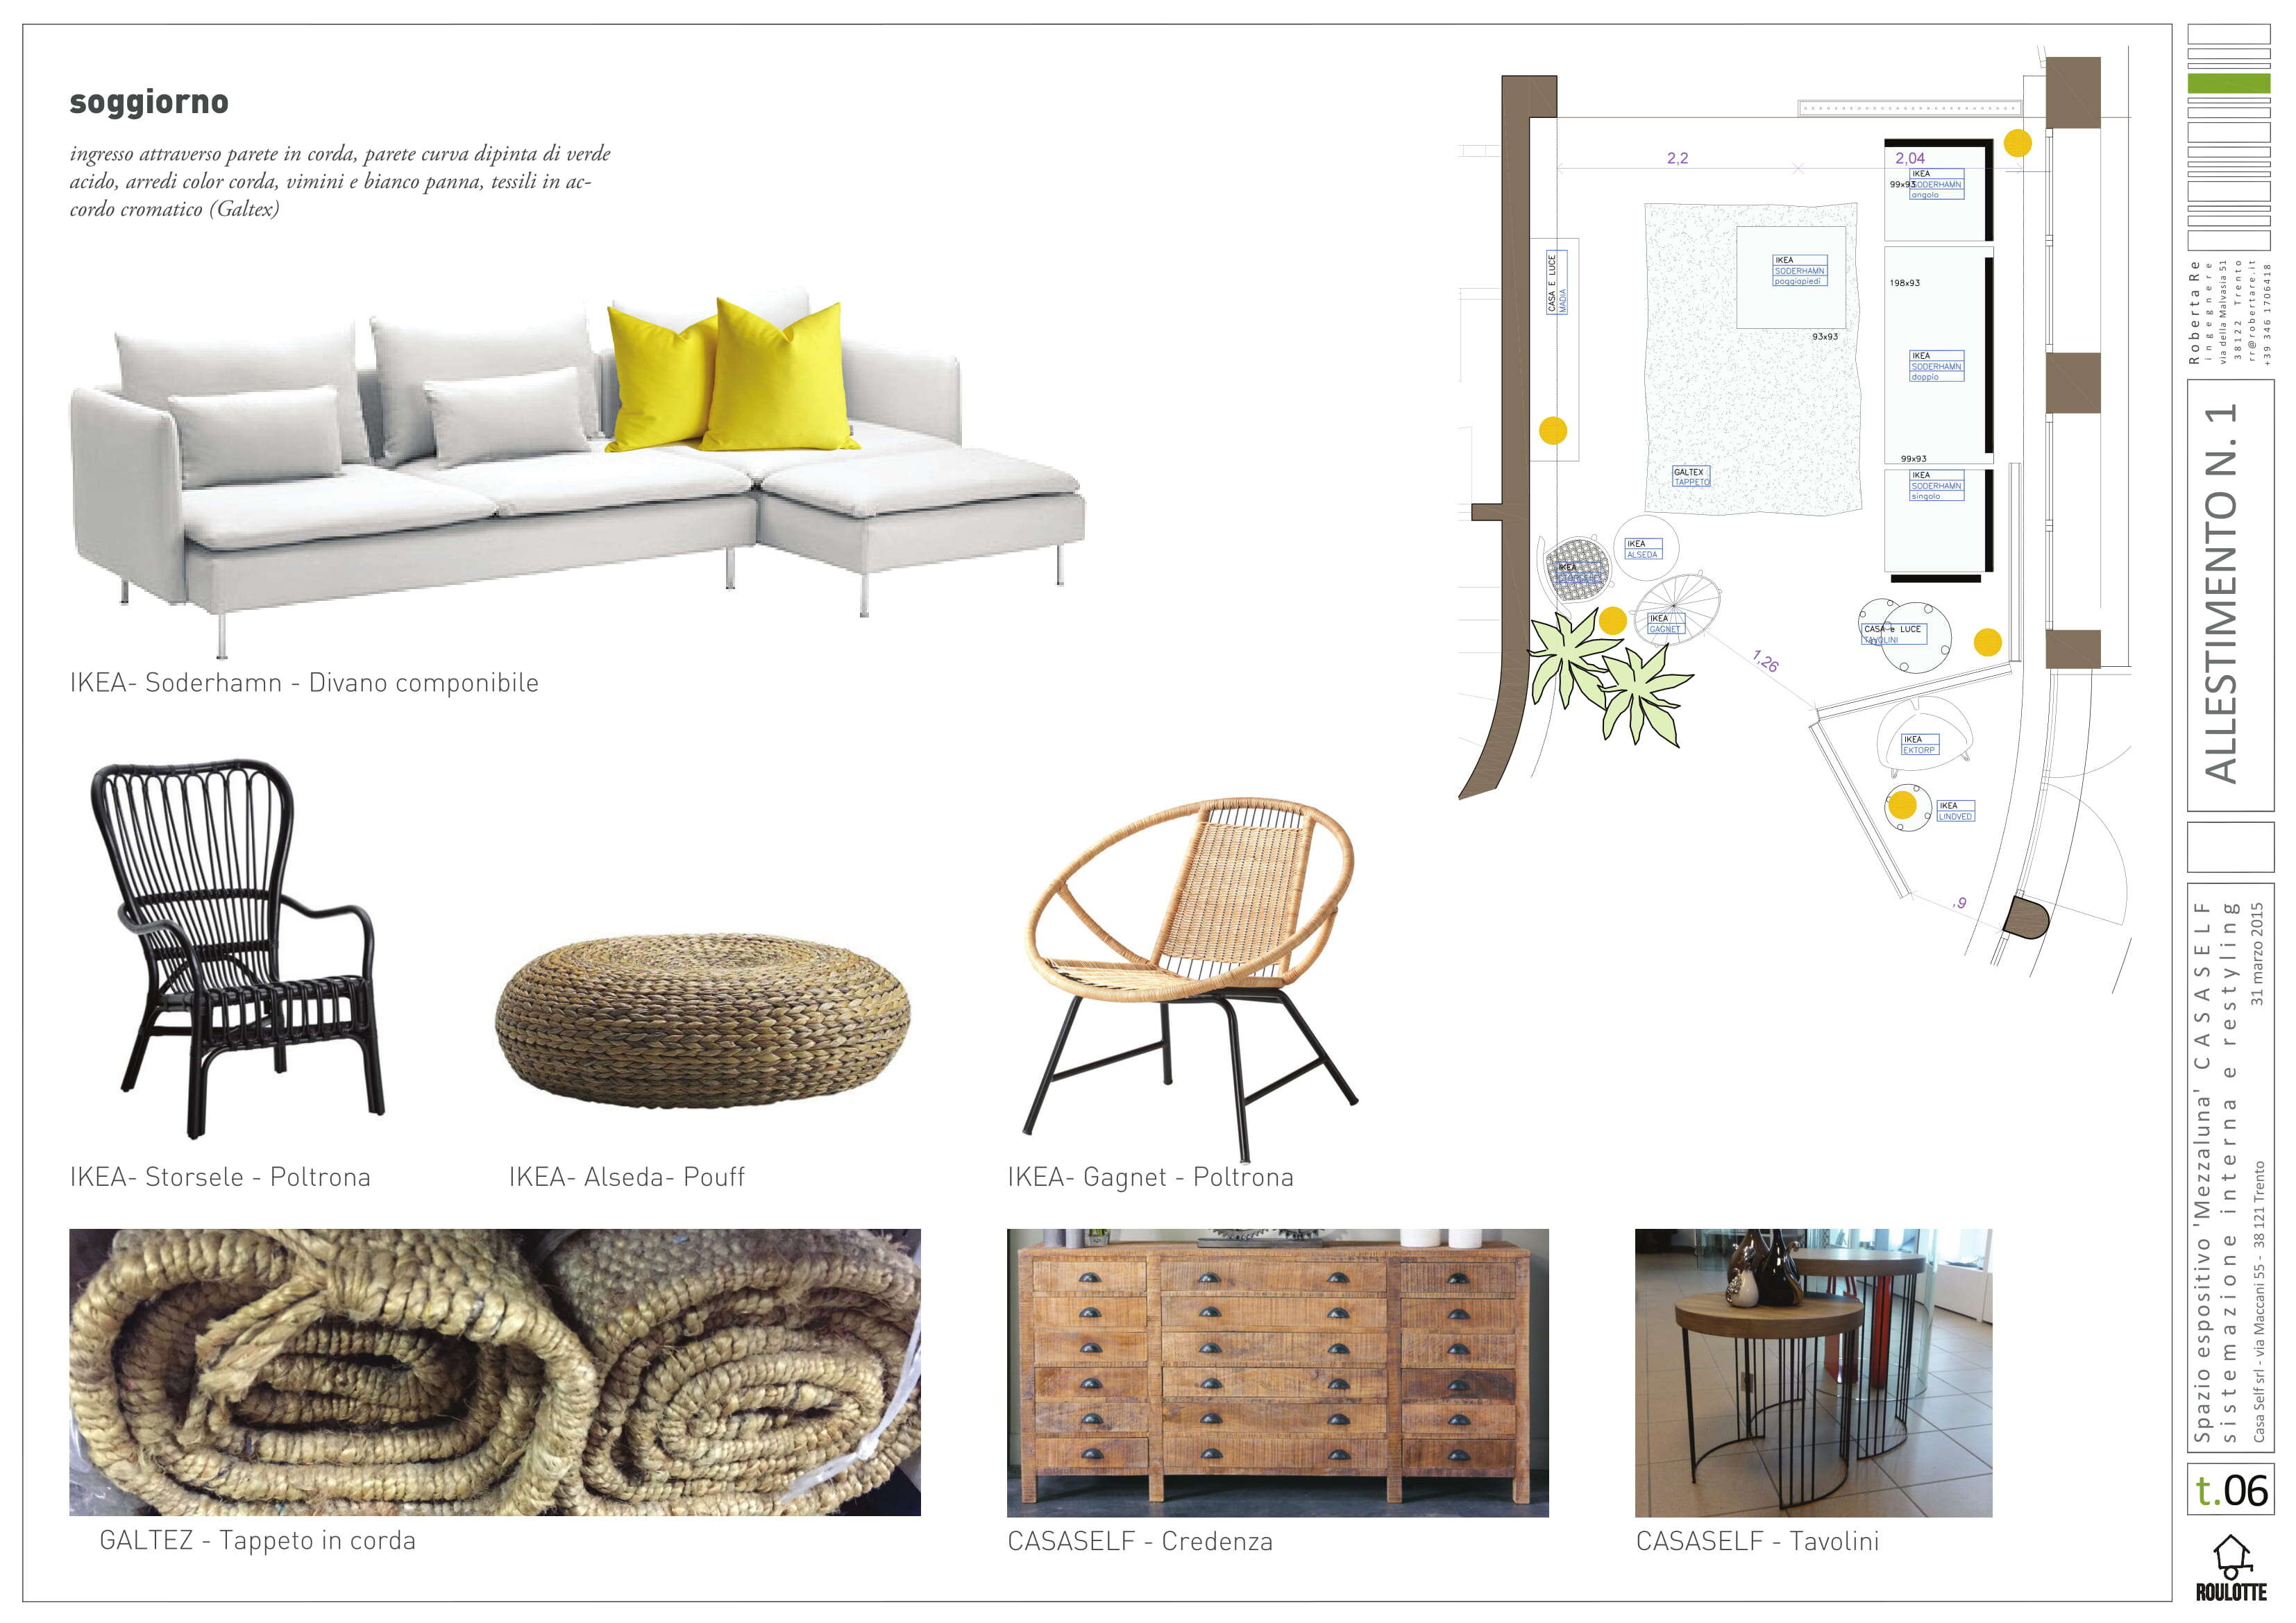 soggiorno
ingresso attraverso parete in corda, parete curva dipinta di verde
acido, arredi color corda, vimini e bianco panna, tessili in ac-
cordo cromatico (Galtex)
IKEA- Soderhamn - Divano componibile
IKEA- Storsele - Poltrona
IKEA- Alseda- Pouff
IKEA- Gagnet - Poltrona
GALTEZ - Tappeto in corda
CASASELF - Credenza
CASASELF - Tavolini
2,2
2,04
IKEA
99x93
SODERHAMN
angolo
CASA E LUCE
MADIA
IKEA
SODERHAMN
poggiapiedi
93x93
198x93
IKEA
SODERHAMN
doppio
99x93
IKEA
SODERHAMN
singolo
GALTEX
TAPPETO
IKEA
ALSEDA
IKEA
IKEA
GAGNET
CASA e LUCE
TAVOLINI
1,26
IKEA
EKTORP
IKEA
LINDVED
,9
Roberta Re
ingegnere
via della Malvasia 51
38122 Trento
rr@robertare.it
+39 346 1706418
ALLESTIMENTO N. 1
Spazio espositivo 'Mezzaluna' CASASELF
sistemazione interna e restyling
Casa Self srl - via Maccani 55 - 38 121 Trento
31 marzo 2015
t.06
ROULOTTE